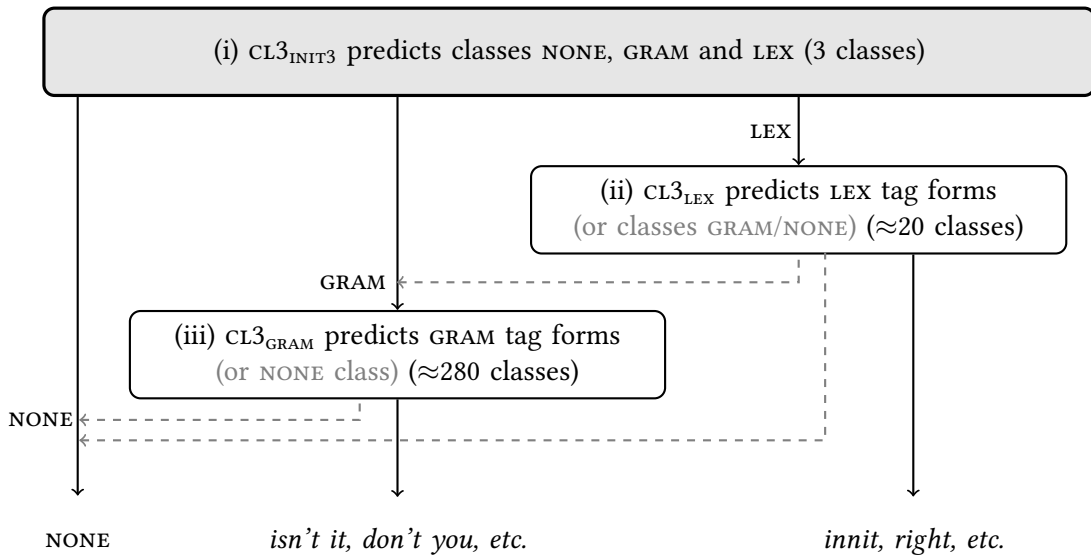 (i) CL3INIT3 predicts classes NONE, GRAM and LEX (3 classes)
LEX
(ii) CL3LEX predicts LEX tag forms
(or classes GRAM/NONE) (≈20 classes)
GRAM
(iii) CL3GRAM predicts GRAM tag forms
(or NONE class) (≈280 classes)
NONE
NONE
isn't it, don't you, etc.
innit, right, etc.